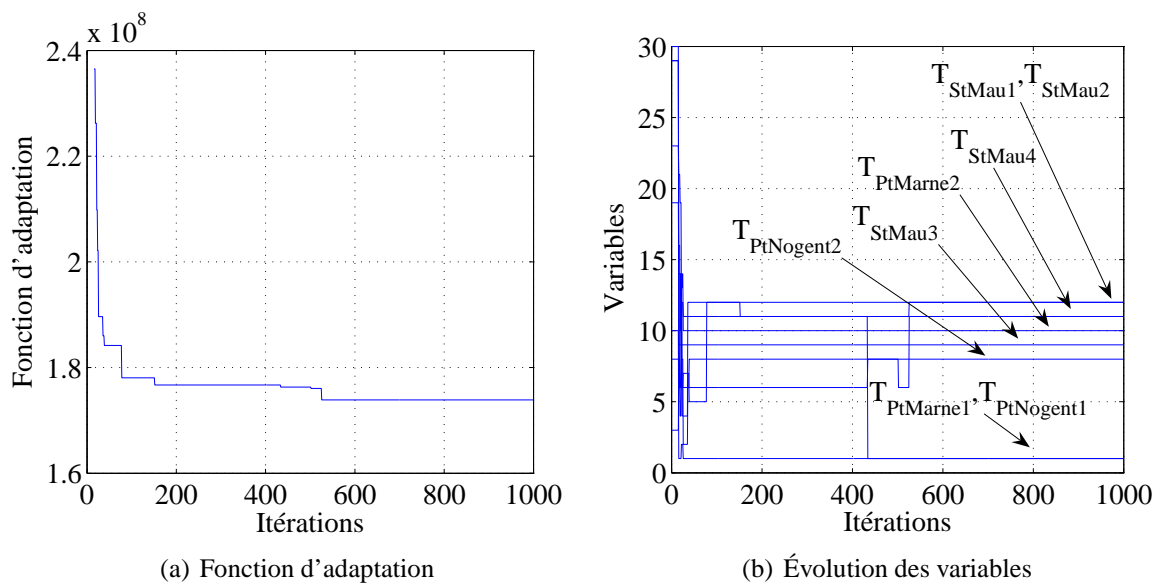 x 10^8
2.4
2.2
2
1.8
1.6
0
200
400
600
800
1000
Fonction d'adaptation
Itérations
(a) Fonction d'adaptation
30
25
20
15
10
5
0
0
200
400
600
800
1000
Variables
Itérations
T_StMau1,T_StMau2
T_StMau4
T_PtMarne2
T_StMau3
T_PtNogent2
T_PtMarne1,T_PtNogent1
(b) Évolution des variables